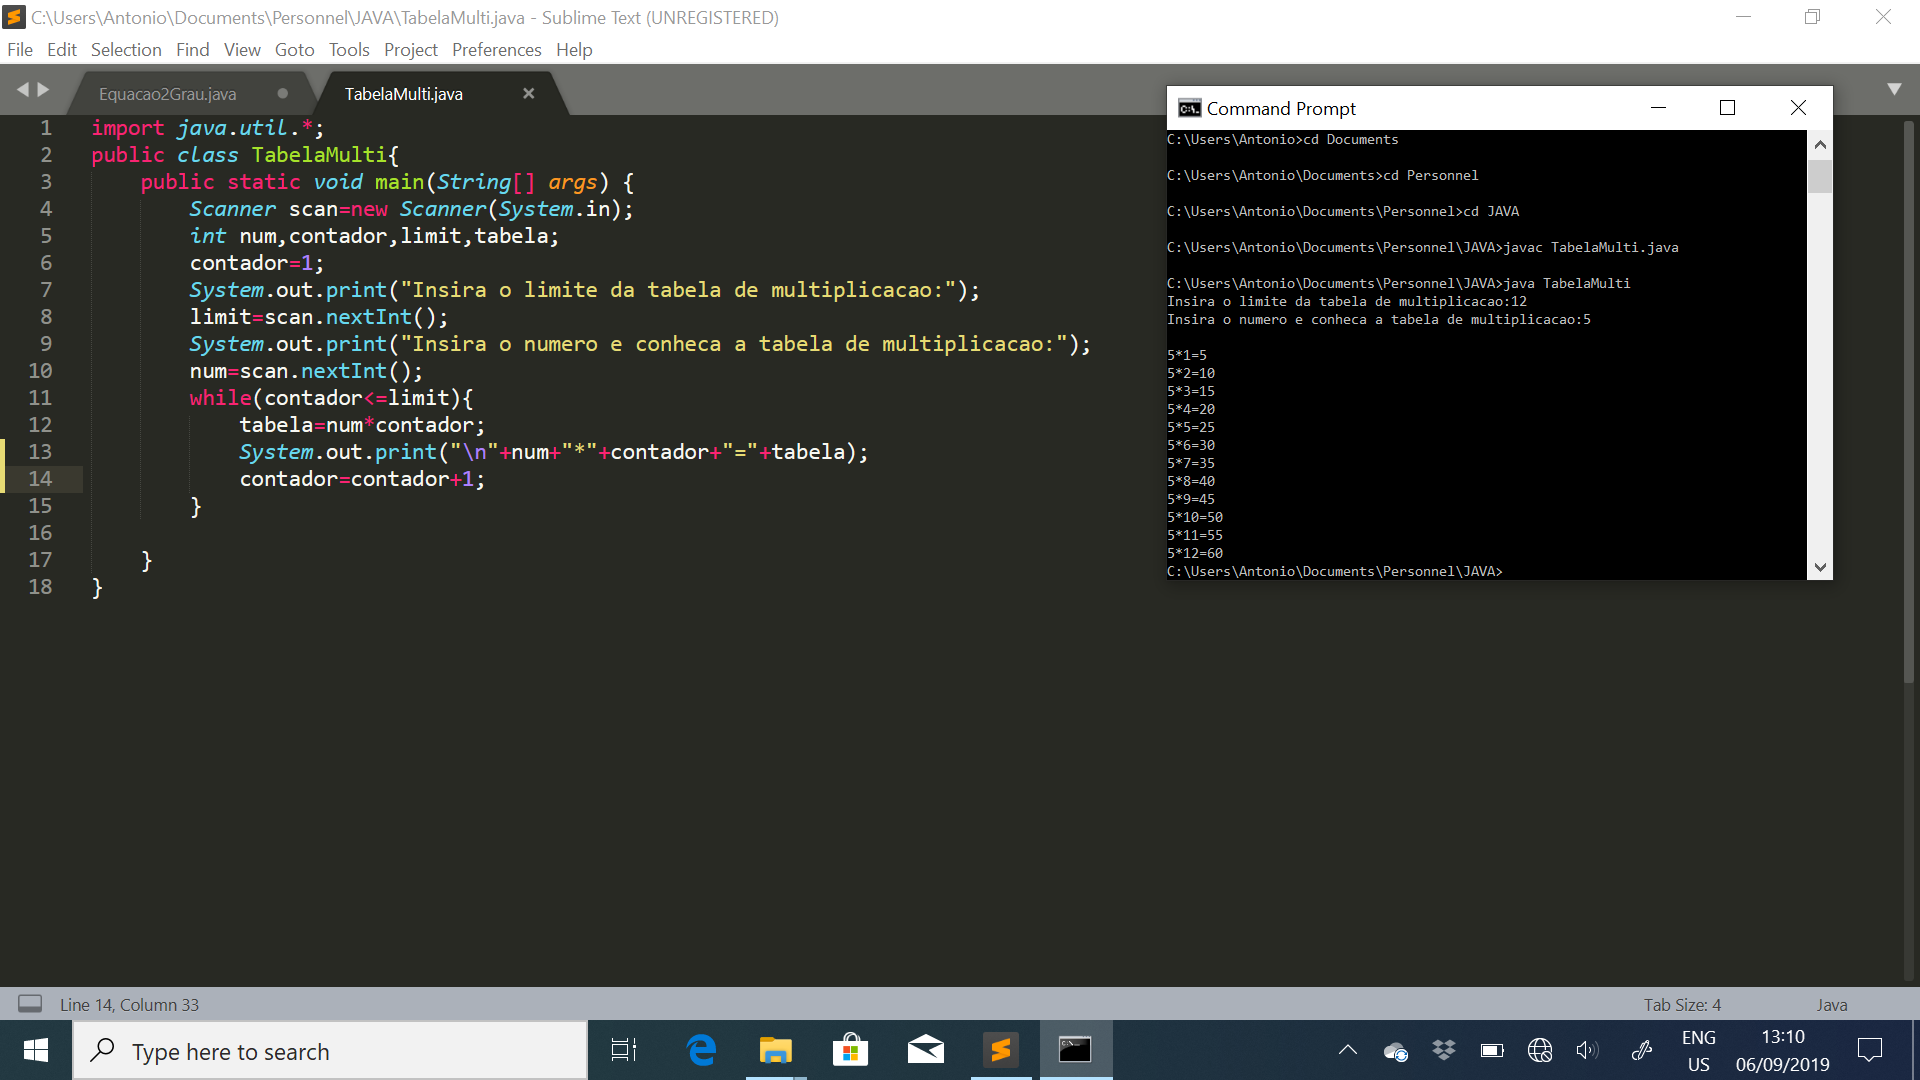 C:\Users\Antonio\Documents\Personnel\JAVA\TabelaMulti.java - Sublime Text (UNREGISTERED)
File Edit Selection Find View Goto Tools Project Preferences Help
Equacao2Grau.java
TabelaMulti.java
1 import java.util.*;
2 public class TabelaMulti{
3 public static void main(String[] args) {
4 Scanner scan=new Scanner(System.in);
5 int num,contador,limit,tabela;
6 contador=1;
7 System.out.print("Insira o limite da tabela de multiplicacao:");
8 limit=scan.nextInt();
9 System.out.print("Insira o numero e conheca a tabela de multiplicacao:");
10 num=scan.nextInt();
11 while(contador<=limit){
12 tabela=num*contador;
13 System.out.print("\n"+num+"*"+contador+"="+tabela);
14 contador=contador+1;
15 }
16
17 }
18 }
Command Prompt
C:\Users\Antonio>cd Documents
C:\Users\Antonio\Documents>cd Personnel
C:\Users\Antonio\Documents\Personnel>cd JAVA
C:\Users\Antonio\Documents\Personnel\JAVA>javac TabelaMulti.java
C:\Users\Antonio\Documents\Personnel\JAVA>java TabelaMulti
Insira o limite da tabela de multiplicacao:12
Insira o numero e conheca a tabela de multiplicacao:5
5*1=5
5*2=10
5*3=15
5*4=20
5*5=25
5*6=30
5*7=35
5*8=40
5*9=45
5*10=50
5*11=55
5*12=60
C:\Users\Antonio\Documents\Personnel\JAVA>
Line 14, Column 33
Tab Size: 4
Java
Type here to search
ENG
US
13:10
06/09/2019